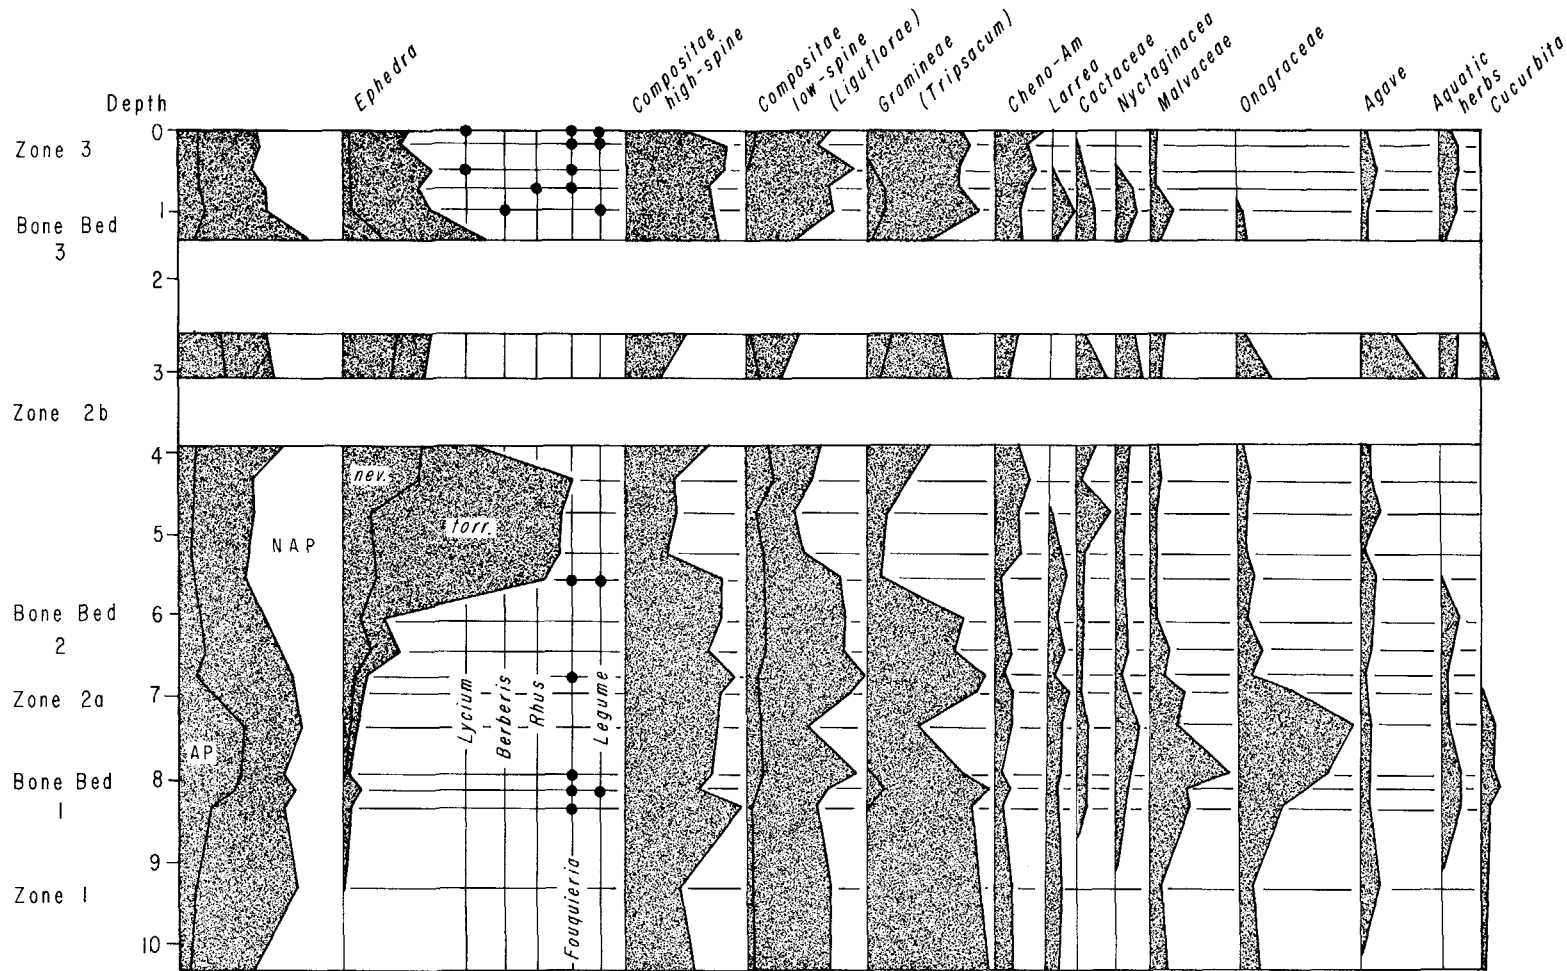 Ephedra
Compositae
high-spine
Compositae
low-spine
(Liguflorae)
Gramineae
(Tripsacum)
Cheno-Am
Larrea
Cactaceae
Nyctaginacea
Malvaceae
Onagraceae
Agave
Aquatic
herbs
Cucurbita
Depth
0
Zone 3
1
Bone Bed
3
2
3
Zone 2b
4
nev.
torr.
5
NAP
Bone Bed
6
2
Lycium
Berberis
Rhus
Legume
7
Zone 2a
AP
Bone Bed
8
1
9
Zone 1
Fouquieria
10